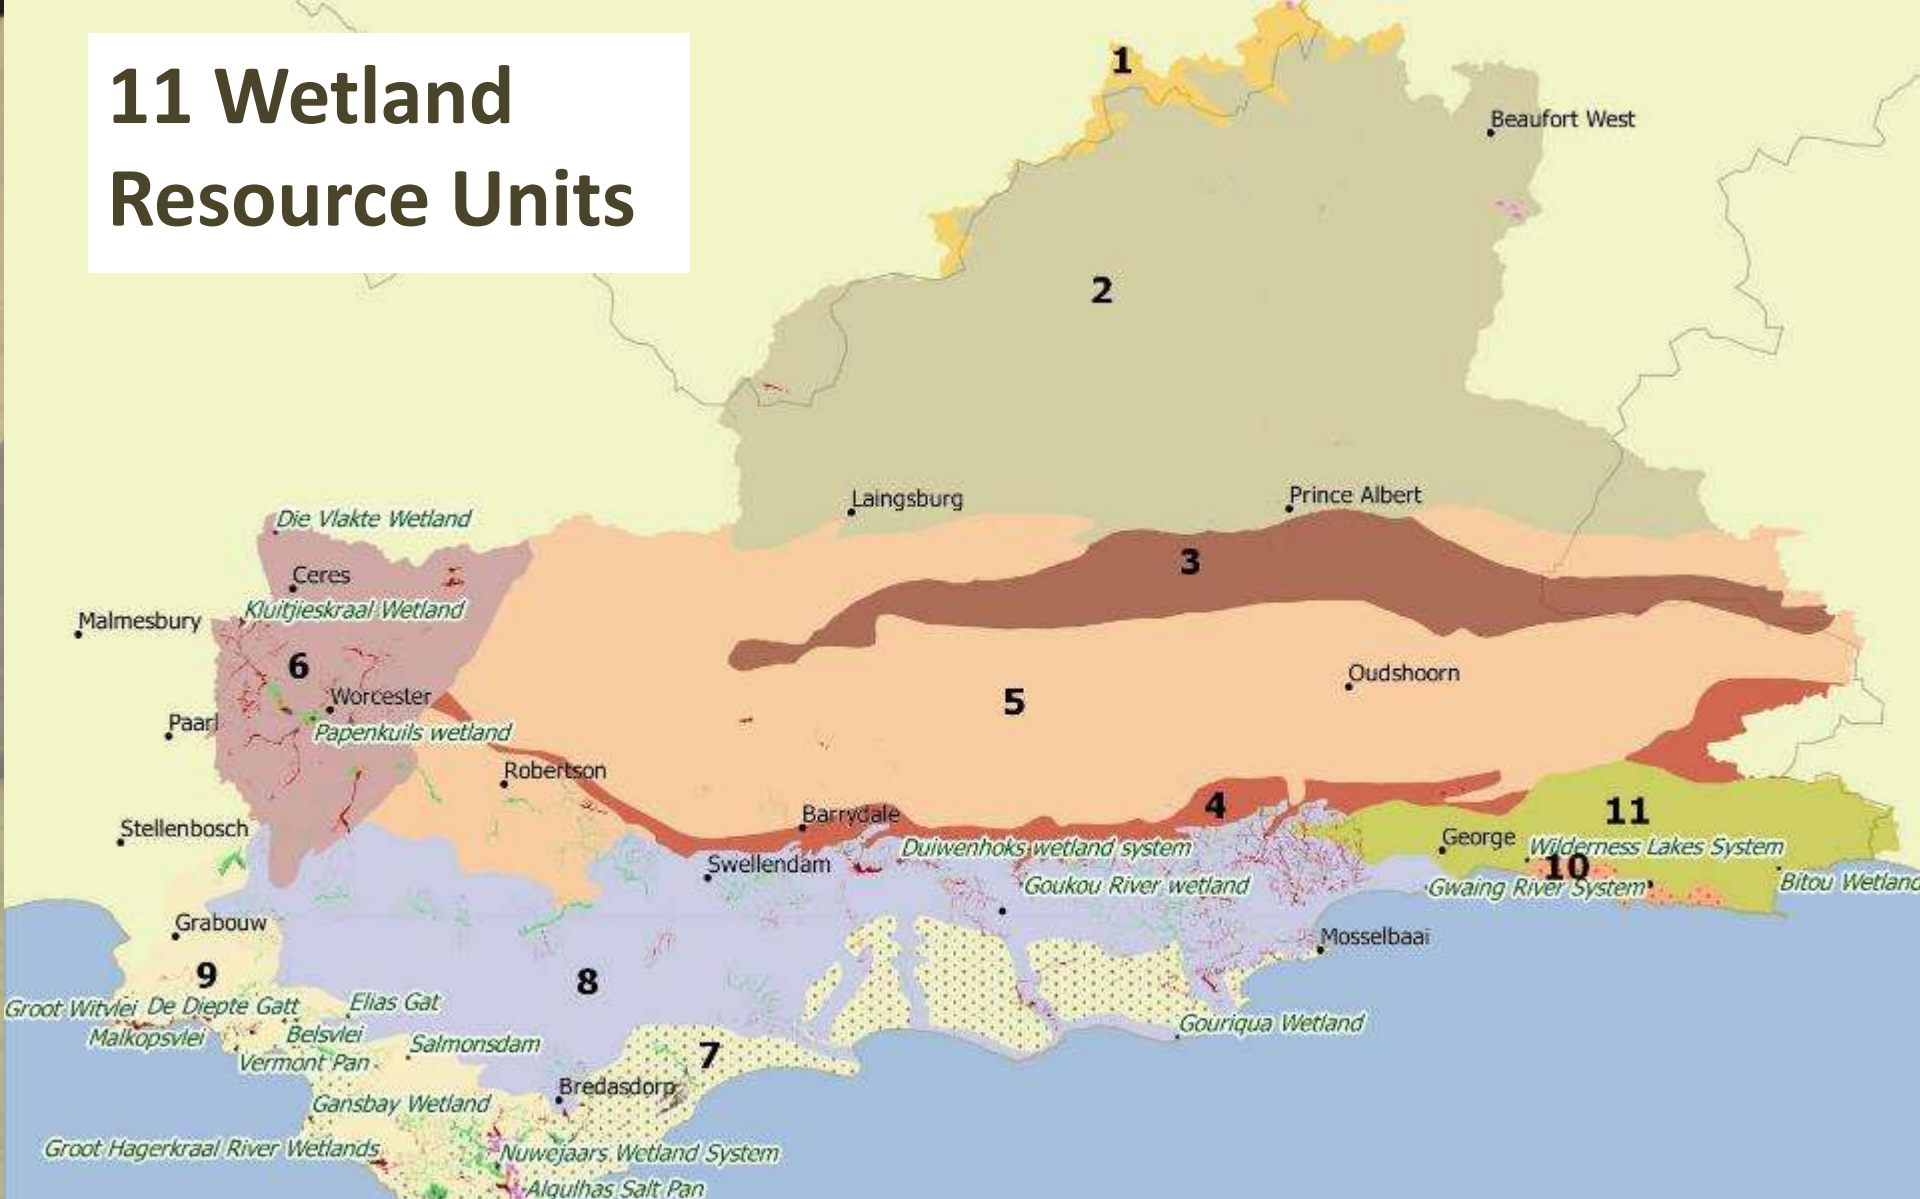 11 Wetland
Resource Units
1
Beaufort West
2
Laingsburg
Prince Albert
Die Vlakte Wetland
3
Ceres
Kluitjieskraal Wetland
Malmesbury
6
Oudshoorn
Worcester
5
Paarl
Papenkuils wetland
Robertson
4
11
Barrydale
Stellenbosch
George
Wilderness Lakes System
Duiwenhoks wetland system
Swellendam
10
Goukou River wetland
Gwaing River System
Bitou Wetland
Grabouw
Mosselbaai
9
8
Groot Witvlei
De Diepte Gatt
Elias Gat
Gouriqua Wetland
Malkopsvlei
Belsvlei
Salmonsdam
7
Vermont Pan
Bredasdorp
Gansbay Wetland
Groot Hagerkraal River Wetlands
Nuwejaars Wetland System
Algulhas Salt Pan